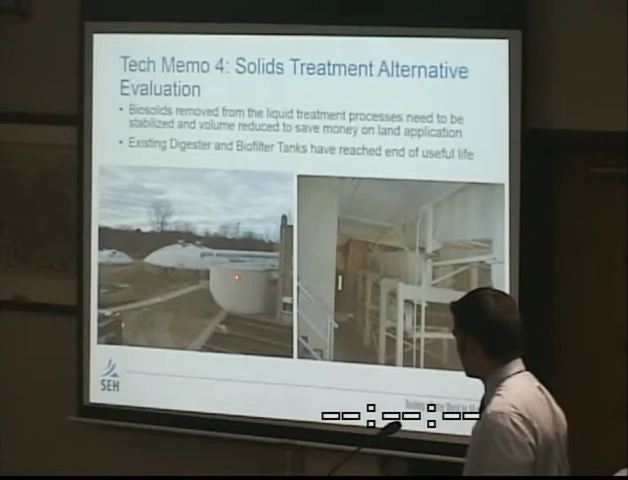 Tech Memo 4: Solids Treatment Alternative
Evaluation
• Biosolids removed from the liquid treatment processes need to be
stabilized and volume reduced to save money on land application
• Existing Digester and Biofilter Tanks have reached end of useful life
SEH
--:--:--